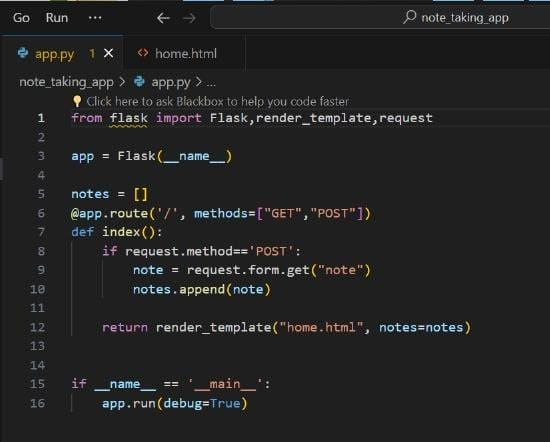 Go Run ... note_taking_app
app.py 1 home.html
note_taking_app > app.py > ...
Click here to ask Blackbox to help you code faster
1 from flask import Flask,render_template,request
2
3 app = Flask(__name__)
4
5 notes = []
6 @app.route('/', methods=["GET","POST"])
7 def index():
8     if request.method=='POST':
9         note = request.form.get("note")
10         notes.append(note)
11
12     return render_template("home.html", notes=notes)
13
14
15 if __name__ == '__main__':
16     app.run(debug=True)